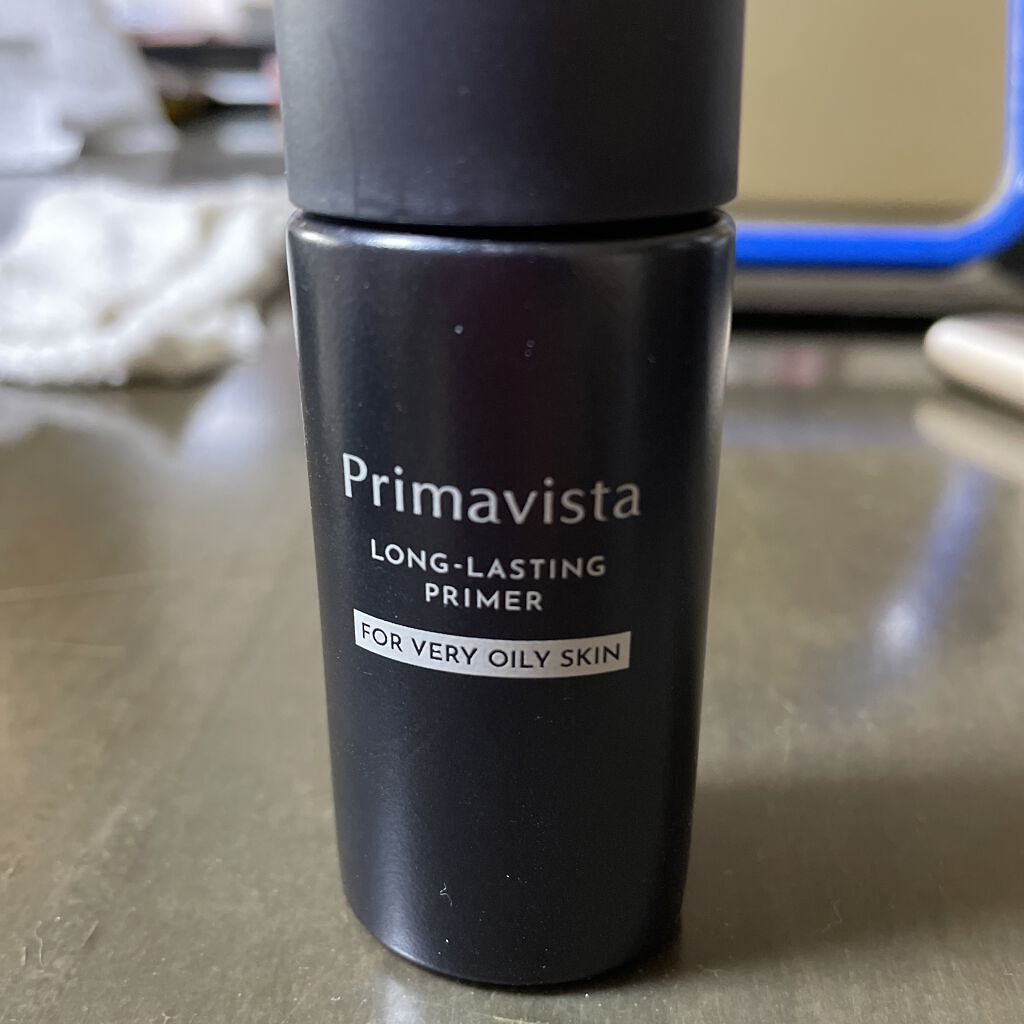 Primavista
LONG-LASTING
PRIMER
FOR VERY OILY SKIN